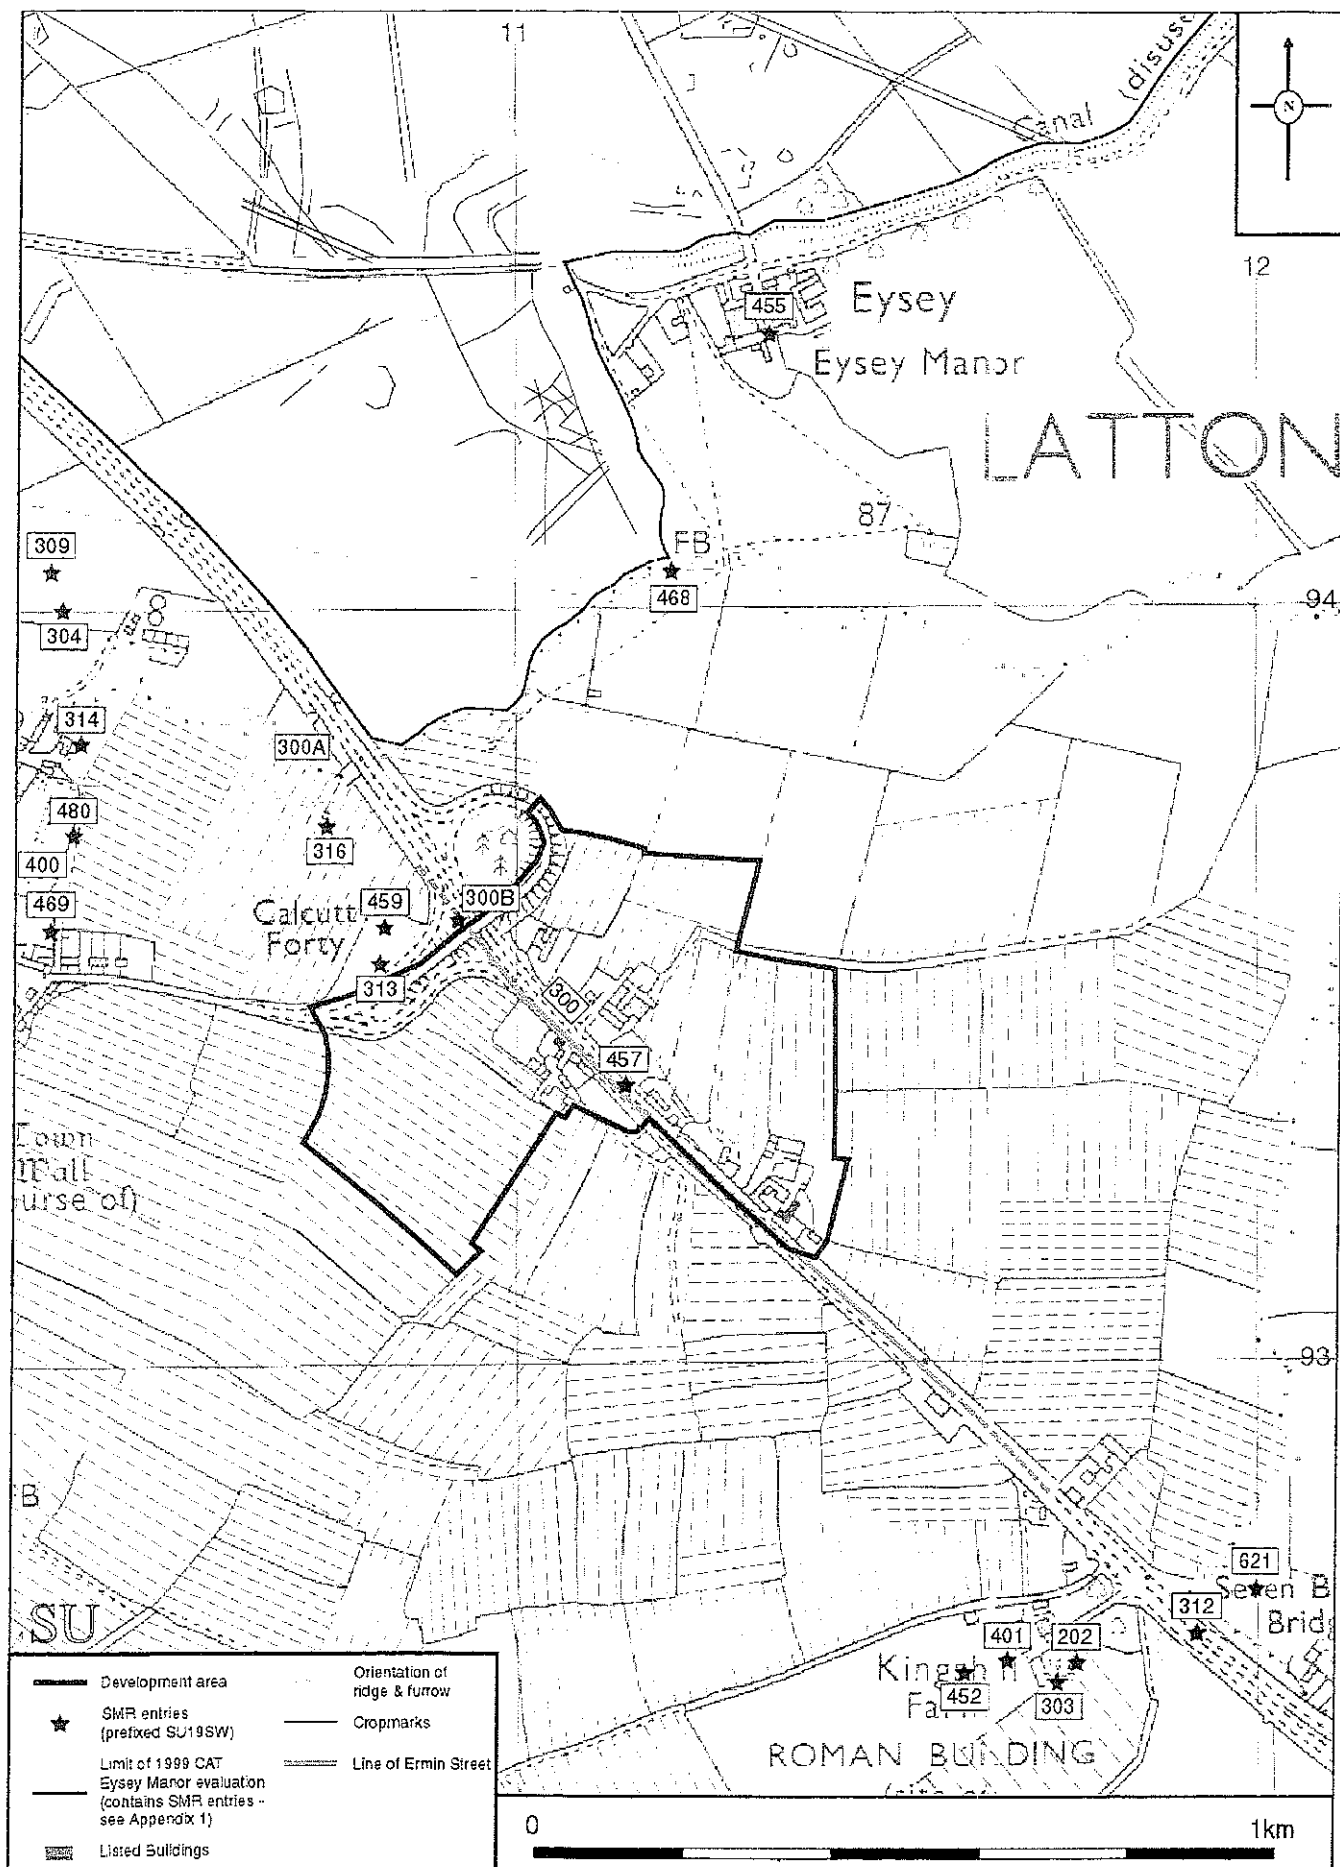 11
Canal
(disuse
N
12
455
Eysey
Eysey Manor
LATTON
87
309
FB
468
304
94
314
300A
480
316
400
459
300B
469
Calcutt
Forty
313
300
457
Town
Wall
urse of)
93
B
621
Seven B
Bridg
312
SU
401
202
Kingsh
Fa
452
303
ROMAN BUILDING
(site of
Development area
SMR entries
(prefixed SU19SW)
Limit of 1999 CAT
Eysey Manor evaluation
(contains SMR entries -
see Appendix 1)
Listed Buildings
Orientation of
ridge & furrow
Cropmarks
Line of Ermin Street
0
1km